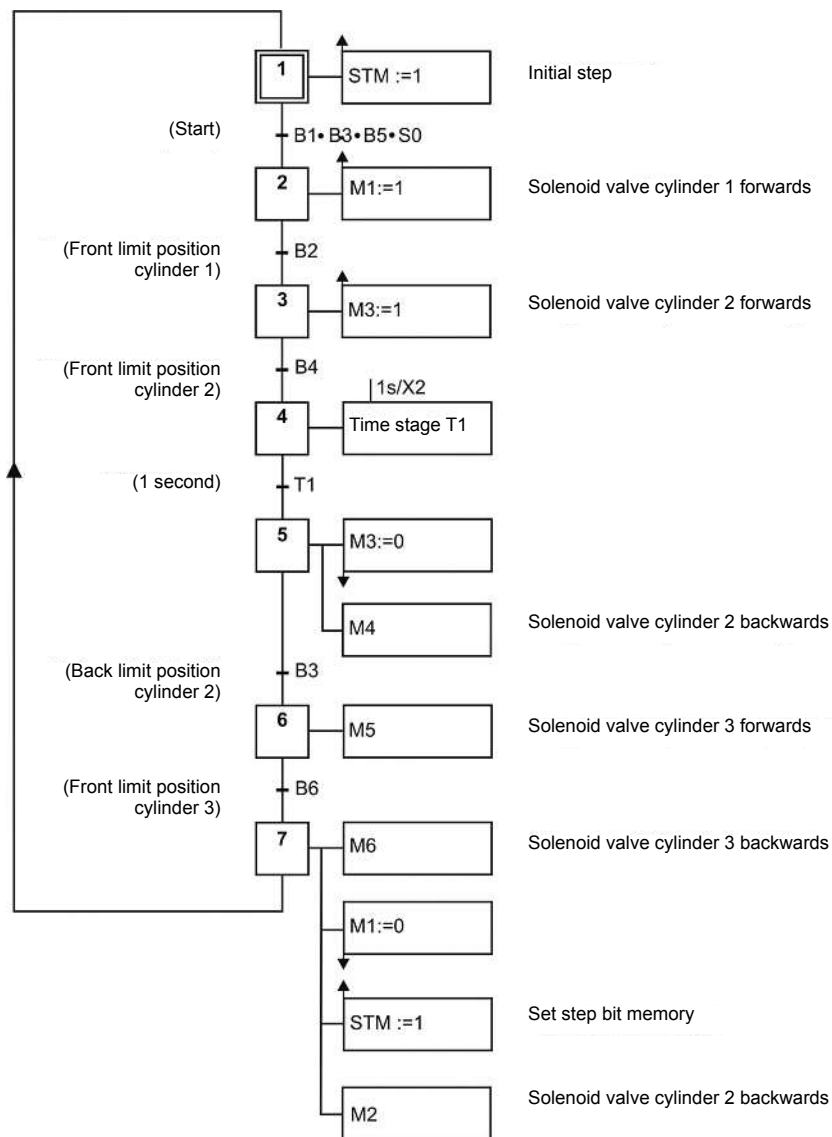 1
STM :=1
Initial step
(Start)
B1• B3• B5• S0
2
M1:=1
Solenoid valve cylinder 1 forwards
(Front limit position
cylinder 1)
B2
3
M3:=1
Solenoid valve cylinder 2 forwards
(Front limit position
cylinder 2)
B4
1s/X2
4
Time stage T1
(1 second)
T1
5
M3:=0
M4
Solenoid valve cylinder 2 backwards
(Back limit position
cylinder 2)
B3
6
M5
Solenoid valve cylinder 3 forwards
(Front limit position
cylinder 3)
B6
7
M6
Solenoid valve cylinder 3 backwards
M1:=0
STM :=1
Set step bit memory
M2
Solenoid valve cylinder 2 backwards